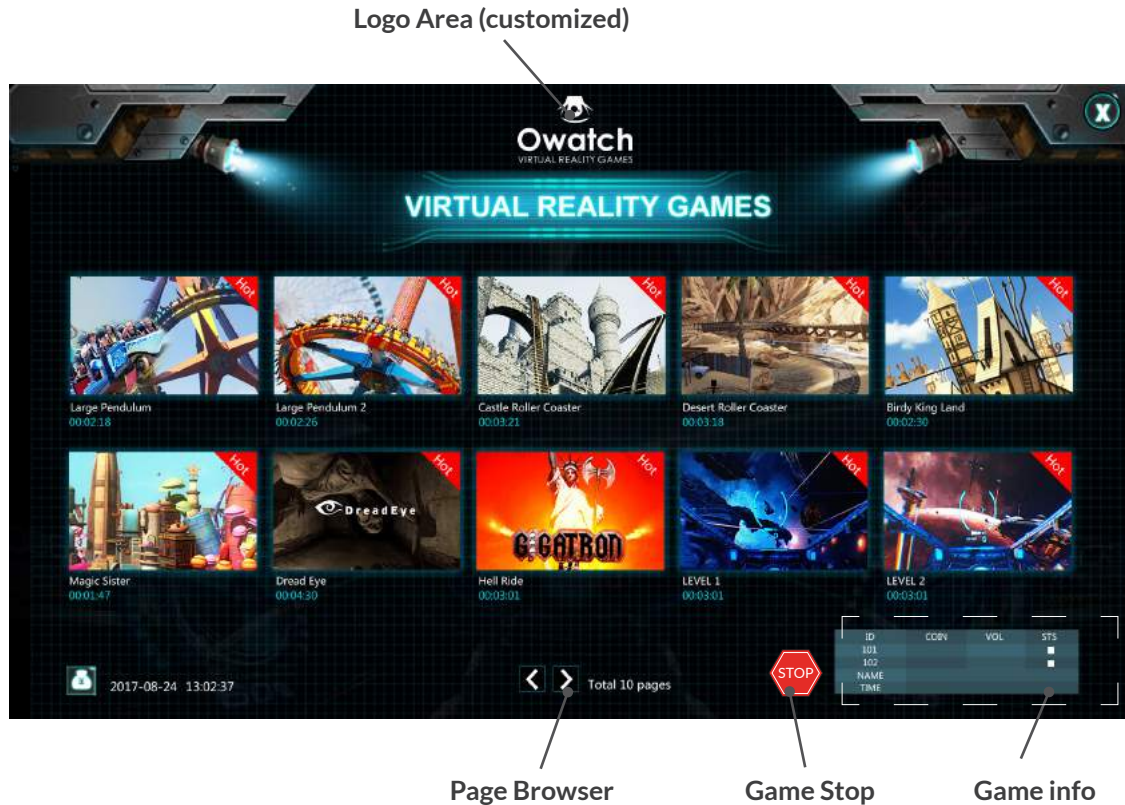 Logo Area (customized)
X
Owatch
VIRTUAL REALITY GAMES
VIRTUAL REALITY GAMES
Hot
Hot
Hot
Hot
Hot
Large Pendulum
Large Pendulum 2
Castle Roller Coaster
Desert Roller Coaster
Birdy King Land
00:02:18
00:02:26
00:03:21
00:03:18
00:02:30
Hot
Hot
Hot
Hot
Hot
DreadEye
GIGATRON
Magic Sister
Dread Eye
Hell Ride
LEVEL 1
LEVEL 2
00:01:47
00:04:30
00:03:01
00:03:01
00:03:01
ID COIN VOL STS
101
102
NAME
TIME
2017-08-24 13:02:37
Total 10 pages
STOP
Page Browser
Game Stop
Game info